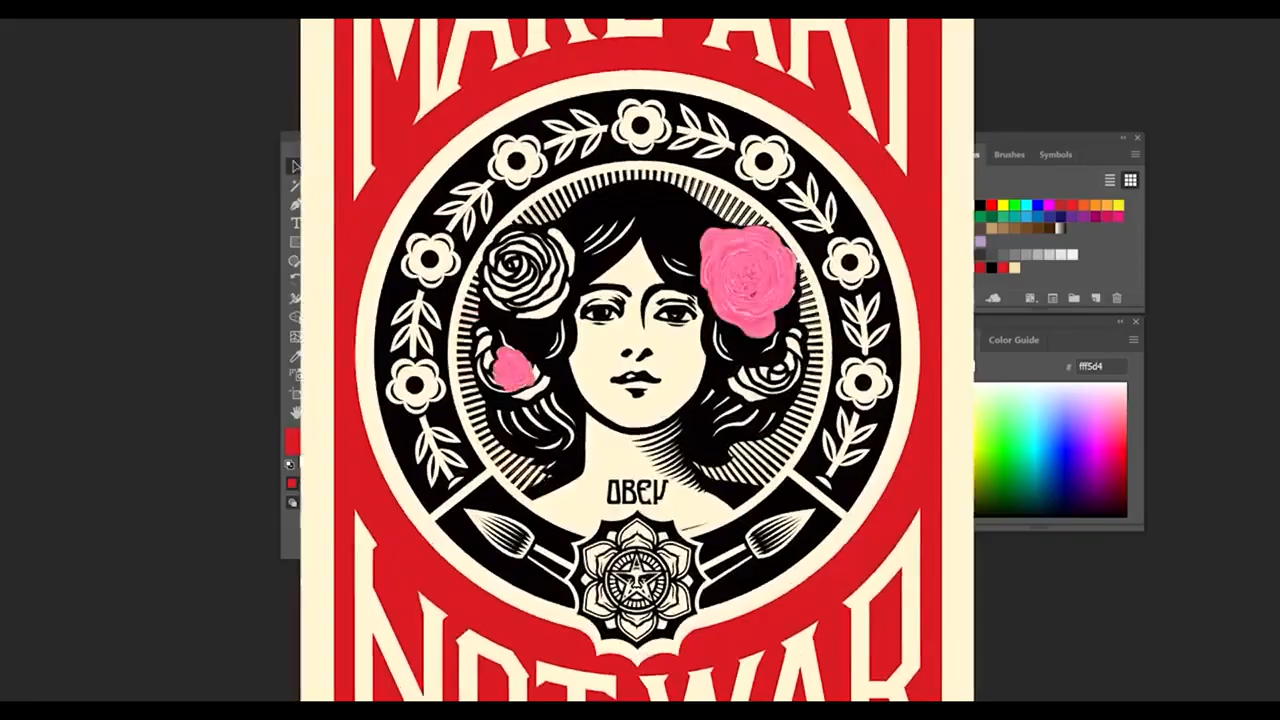 MAKE ART
Brushes
Symbols
Color Guide
# fff5d4
OBEY
NOT WAR